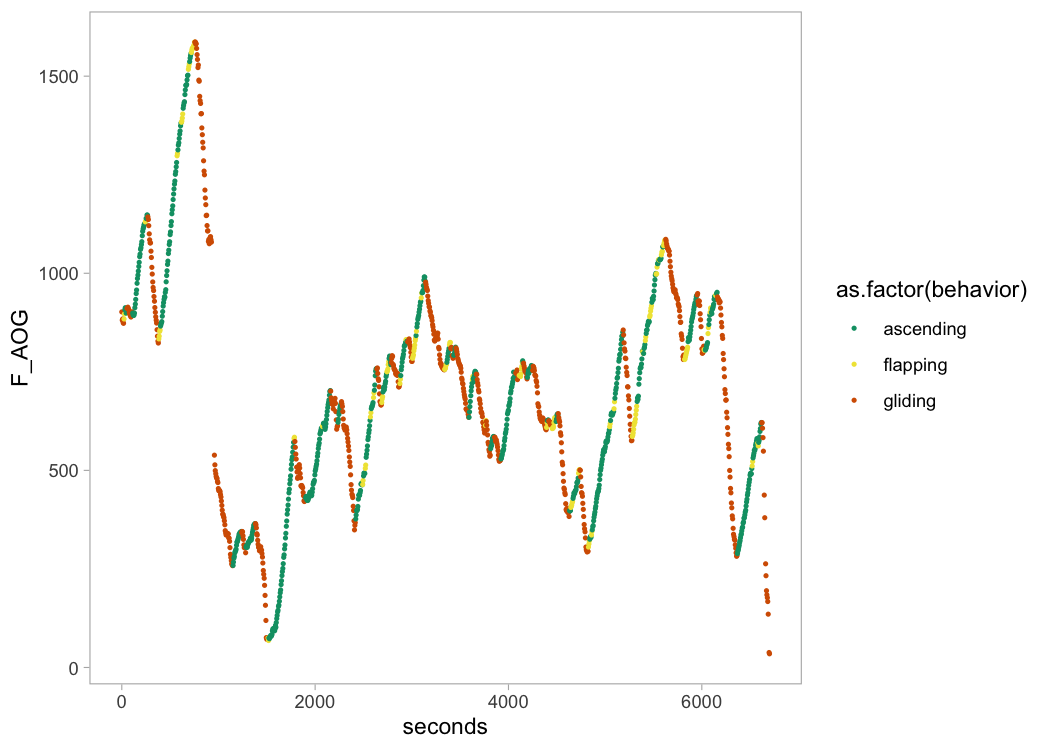 1500
1000
500
0
F_AOG
0 2000 4000 6000
seconds
as.factor(behavior)
ascending
flapping
gliding